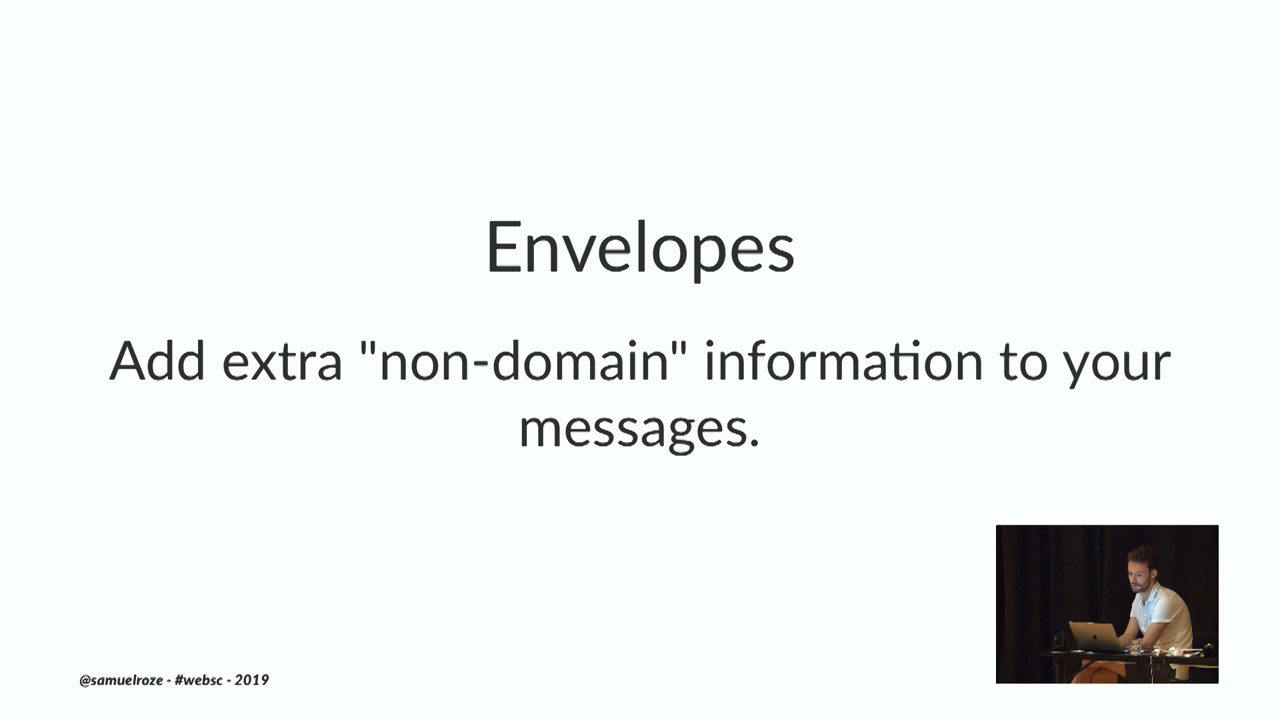 Envelopes
Add extra "non-domain" information to your
messages.
@samuelroze - #websc - 2019